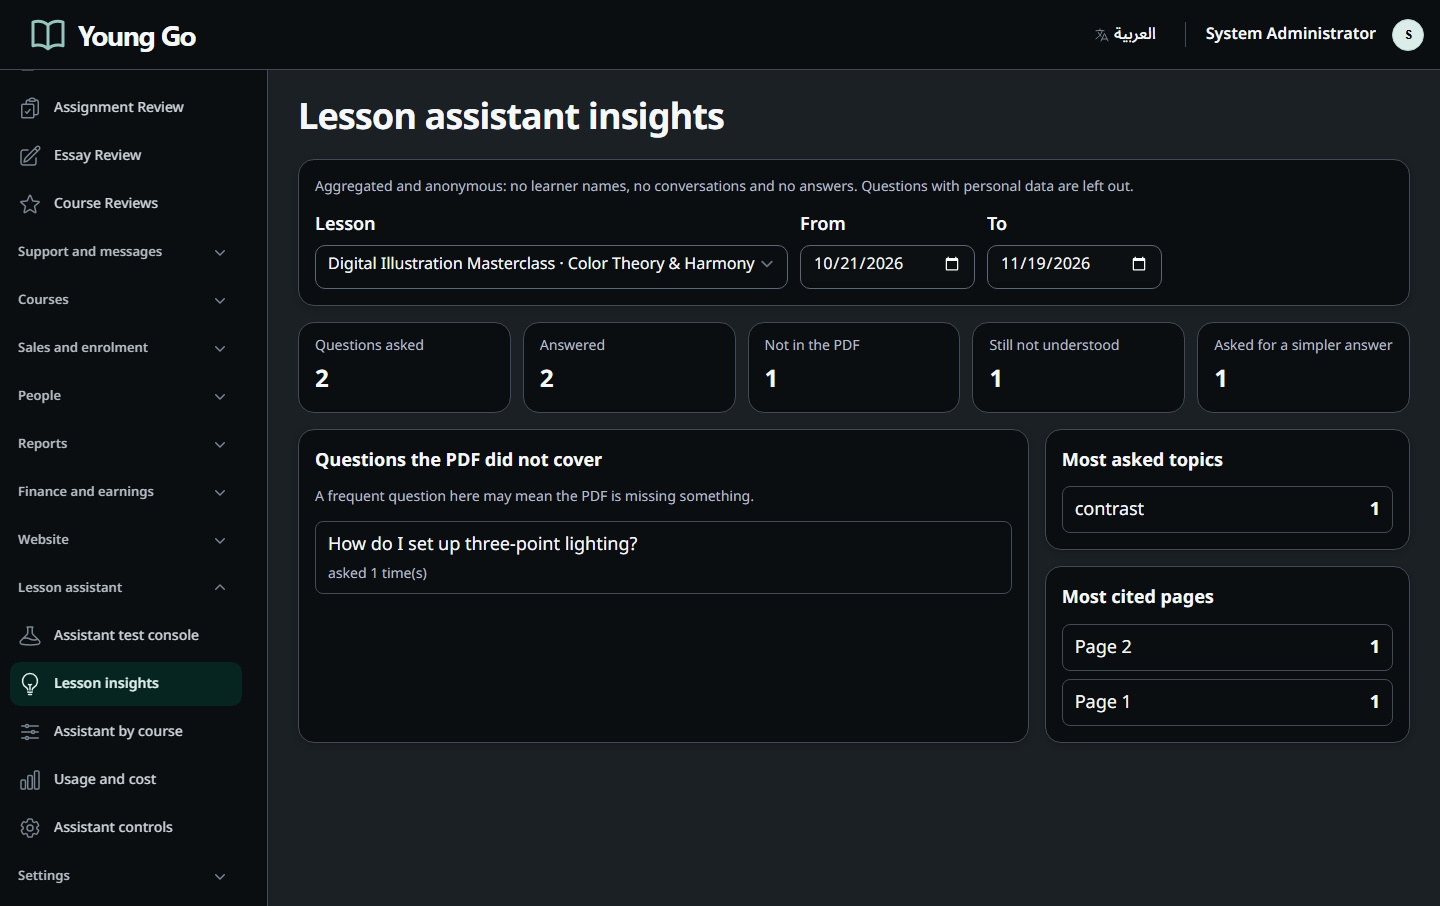 Young Go
العربية
System Administrator
S
Assignment Review
Essay Review
Course Reviews
Support and messages
Courses
Sales and enrolment
People
Reports
Finance and earnings
Website
Lesson assistant
Assistant test console
Lesson insights
Assistant by course
Usage and cost
Assistant controls
Settings
Lesson assistant insights
Aggregated and anonymous: no learner names, no conversations and no answers. Questions with personal data are left out.
Lesson
From
To
Digital Illustration Masterclass · Color Theory & Harmony
10/21/2026
11/19/2026
Questions asked
2
Answered
2
Not in the PDF
1
Still not understood
1
Asked for a simpler answer
1
Questions the PDF did not cover
A frequent question here may mean the PDF is missing something.
How do I set up three-point lighting?
asked 1 time(s)
Most asked topics
contrast 1
Most cited pages
Page 2 1
Page 1 1